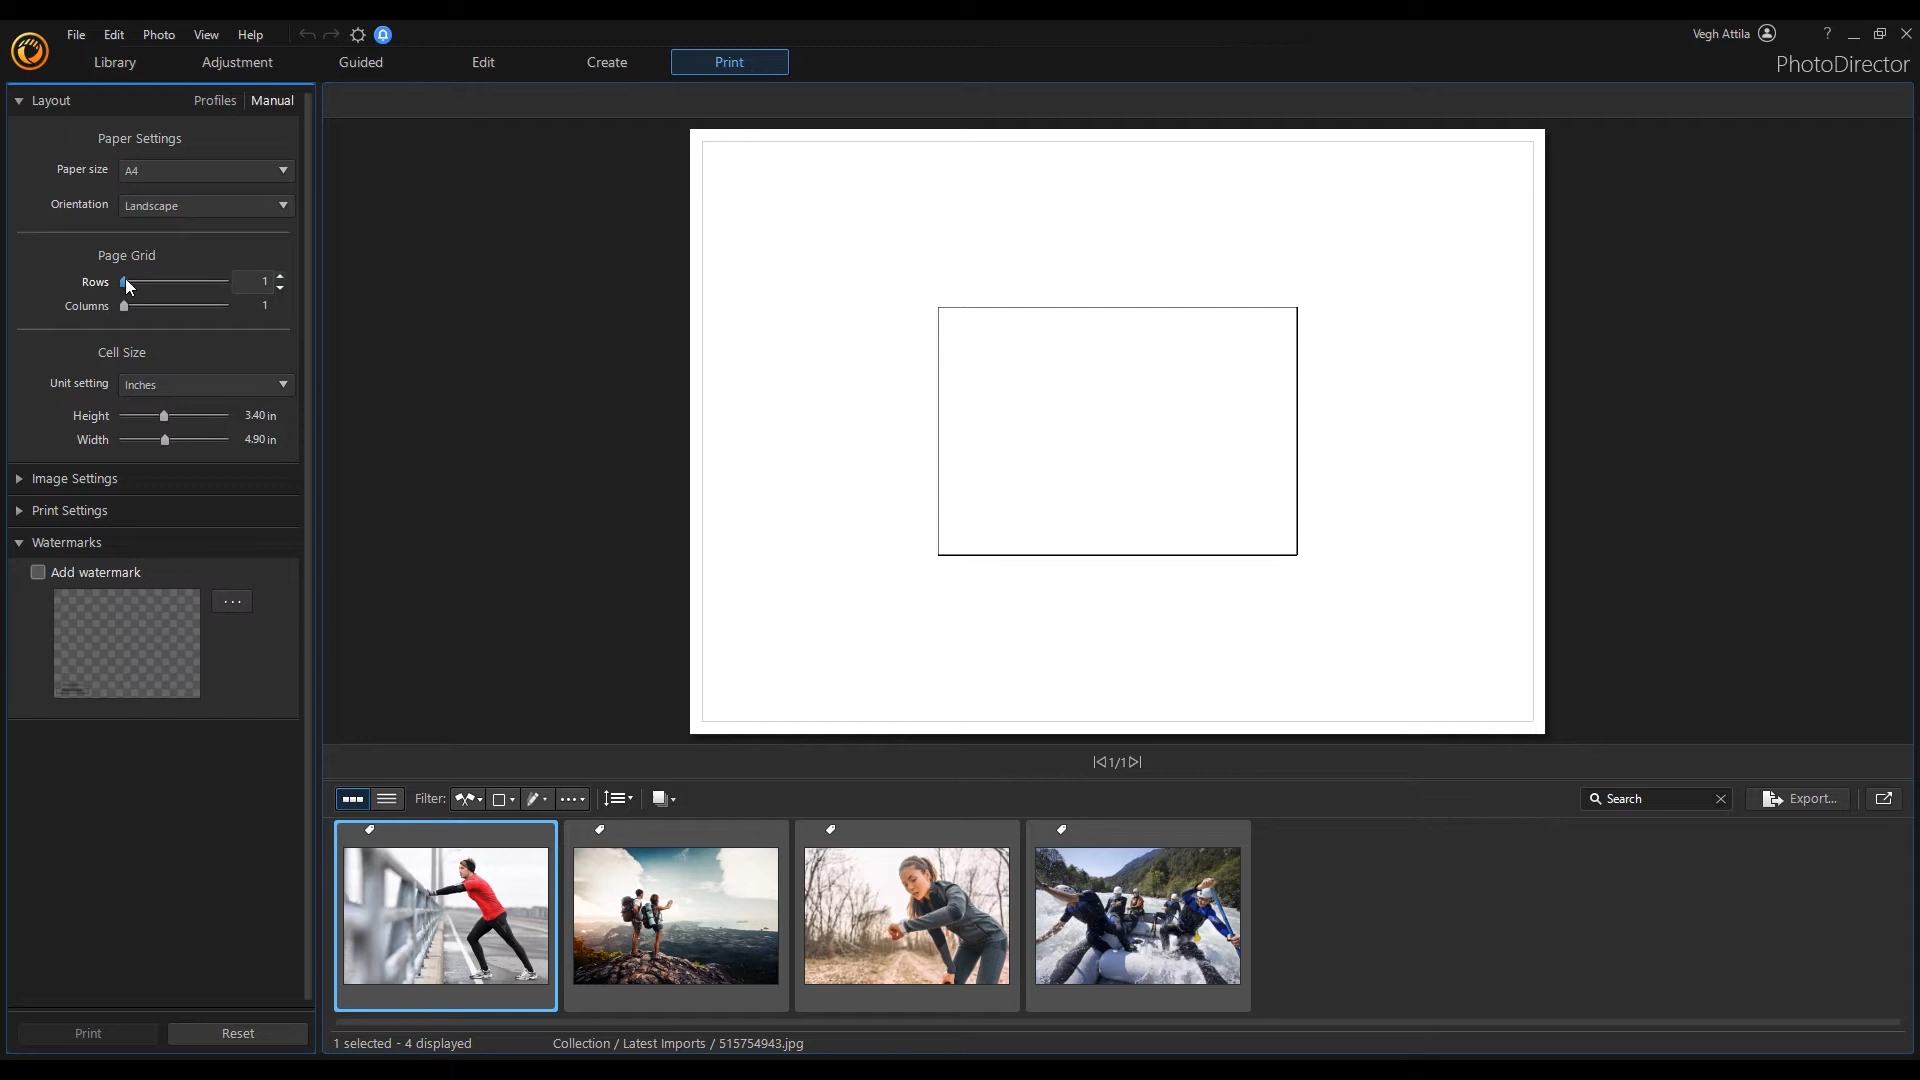 File Edit Photo View Help
Vegh Attila
?
Library Adjustment Guided Edit Create Print
PhotoDirector
Layout Profiles Manual
Paper Settings
Paper size A4
Orientation Landscape
Page Grid
Rows 1
Columns 1
Cell Size
Unit setting Inches
Height 3.40 in
Width 4.90 in
Image Settings
Print Settings
Watermarks
Add watermark
...
1/1
Filter:
Search
Export...
Print Reset
1 selected - 4 displayed
Collection / Latest Imports / 515754943.jpg